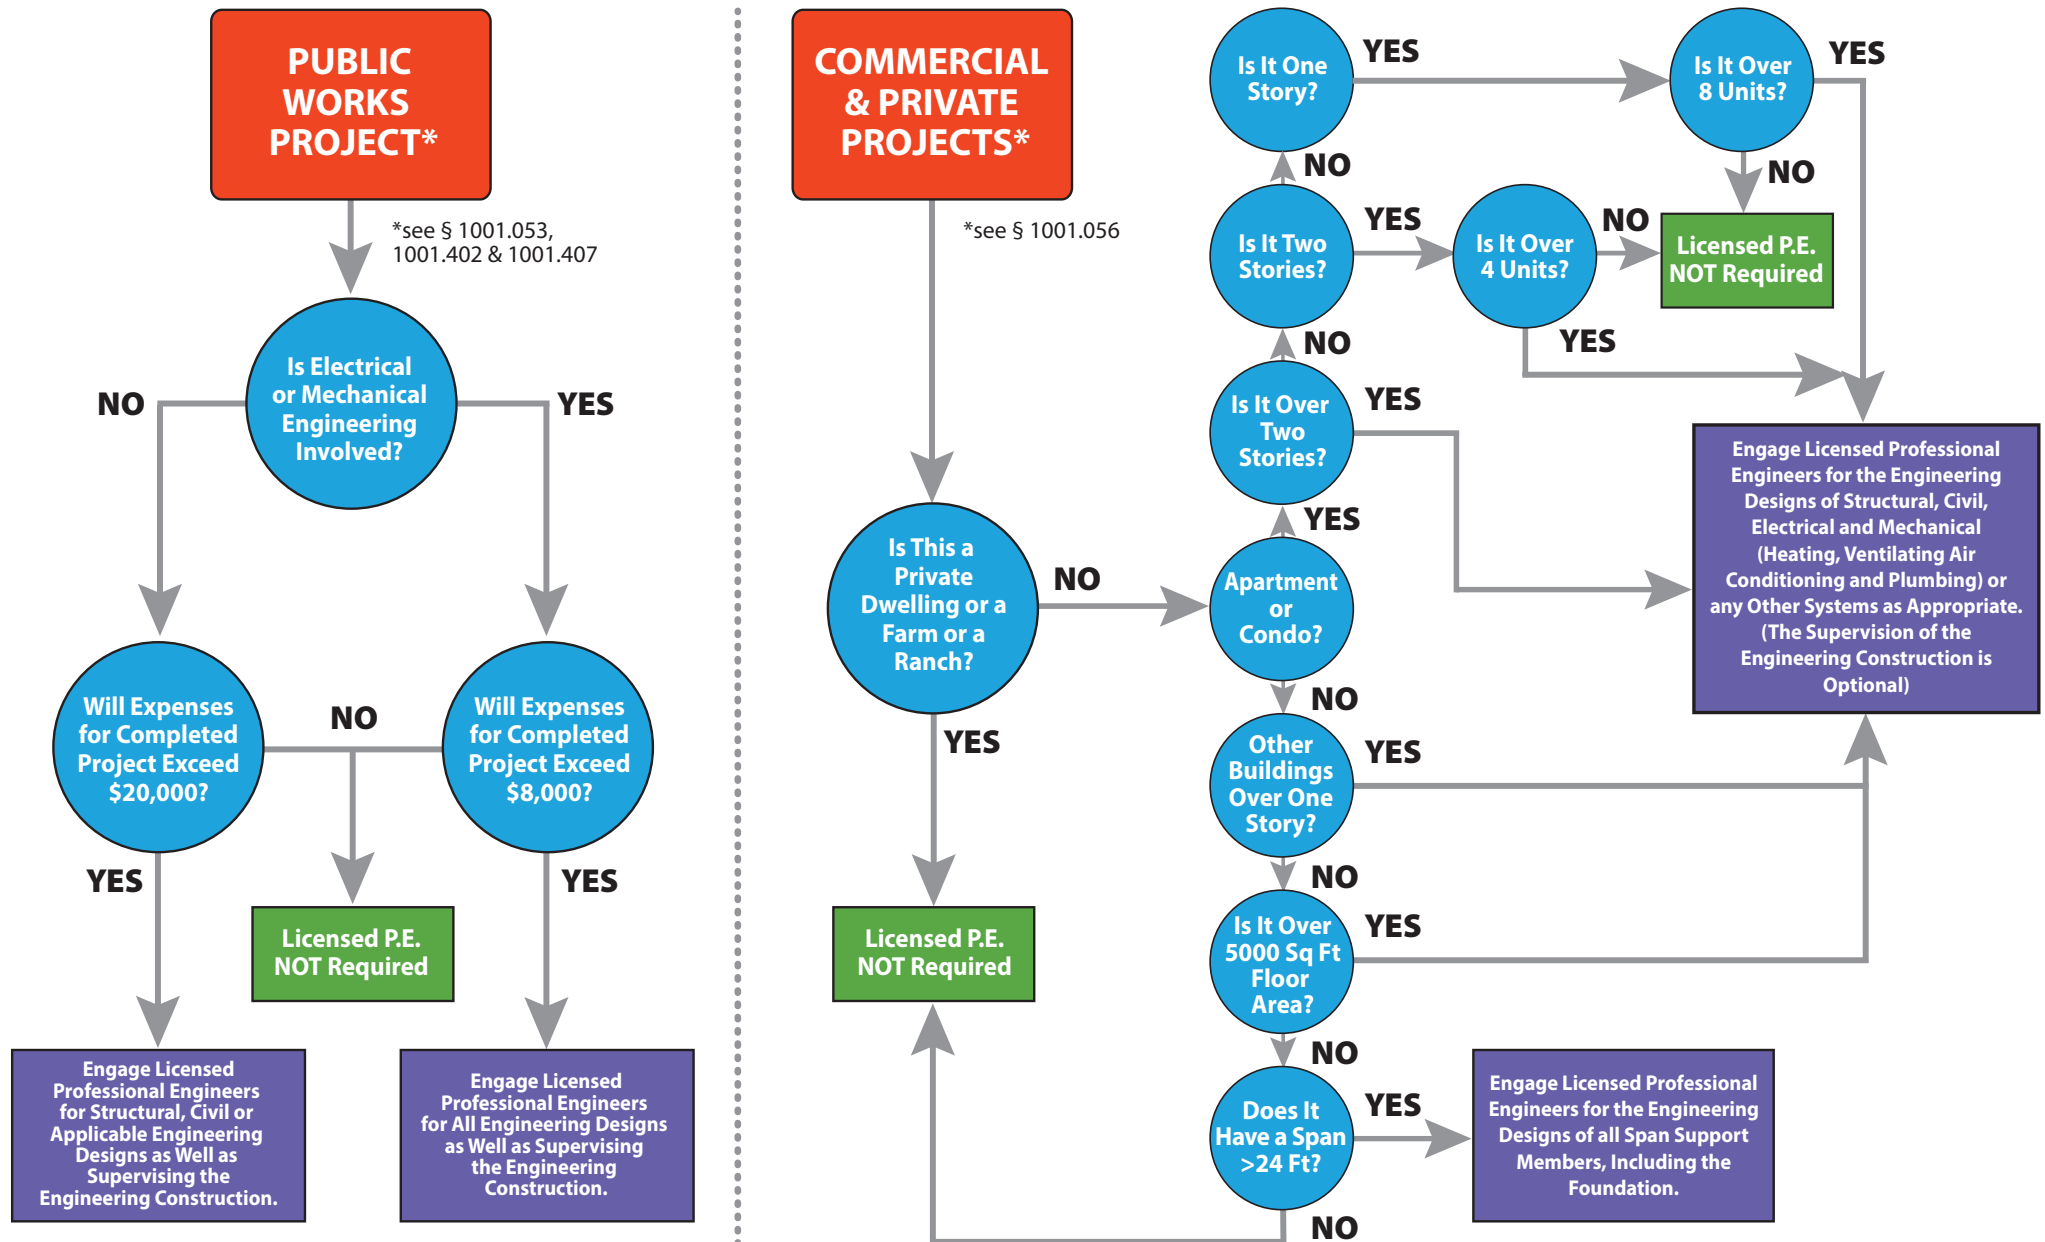 PUBLIC
WORKS
PROJECT*
*see § 1001.053,
1001.402 & 1001.407
Is Electrical
or Mechanical
Engineering
Involved?
NO
YES
Will Expenses
for Completed
Project Exceed
$20,000?
NO
Will Expenses
for Completed
Project Exceed
$8,000?
YES
YES
Licensed P.E.
NOT Required
Engage Licensed
Professional Engineers
for Structural, Civil or
Applicable Engineering
Designs as Well as
Supervising the
Engineering Construction.
Engage Licensed
Professional Engineers
for All Engineering Designs
as Well as Supervising
the Engineering
Construction.
COMMERCIAL
& PRIVATE
PROJECTS*
*see § 1001.056
Is This a
Private
Dwelling or a
Farm or a
Ranch?
NO
YES
Licensed P.E.
NOT Required
Is It One
Story?
YES
Is It Over
8 Units?
YES
NO
NO
Is It Two
Stories?
YES
Is It Over
4 Units?
NO
Licensed P.E.
NOT Required
YES
NO
Is It Over
Two
Stories?
YES
YES
Apartment
or
Condo?
NO
Other
Buildings
Over One
Story?
YES
NO
Is It Over
5000 Sq Ft
Floor
Area?
YES
NO
Does It
Have a Span
>24 Ft?
YES
NO
Engage Licensed Professional
Engineers for the Engineering
Designs of Structural, Civil,
Electrical and Mechanical
(Heating, Ventilating Air
Conditioning and Plumbing) or
any Other Systems as Appropriate.
(The Supervision of the
Engineering Construction is
Optional)
Engage Licensed Professional
Engineers for the Engineering
Designs of all Span Support
Members, Including the
Foundation.